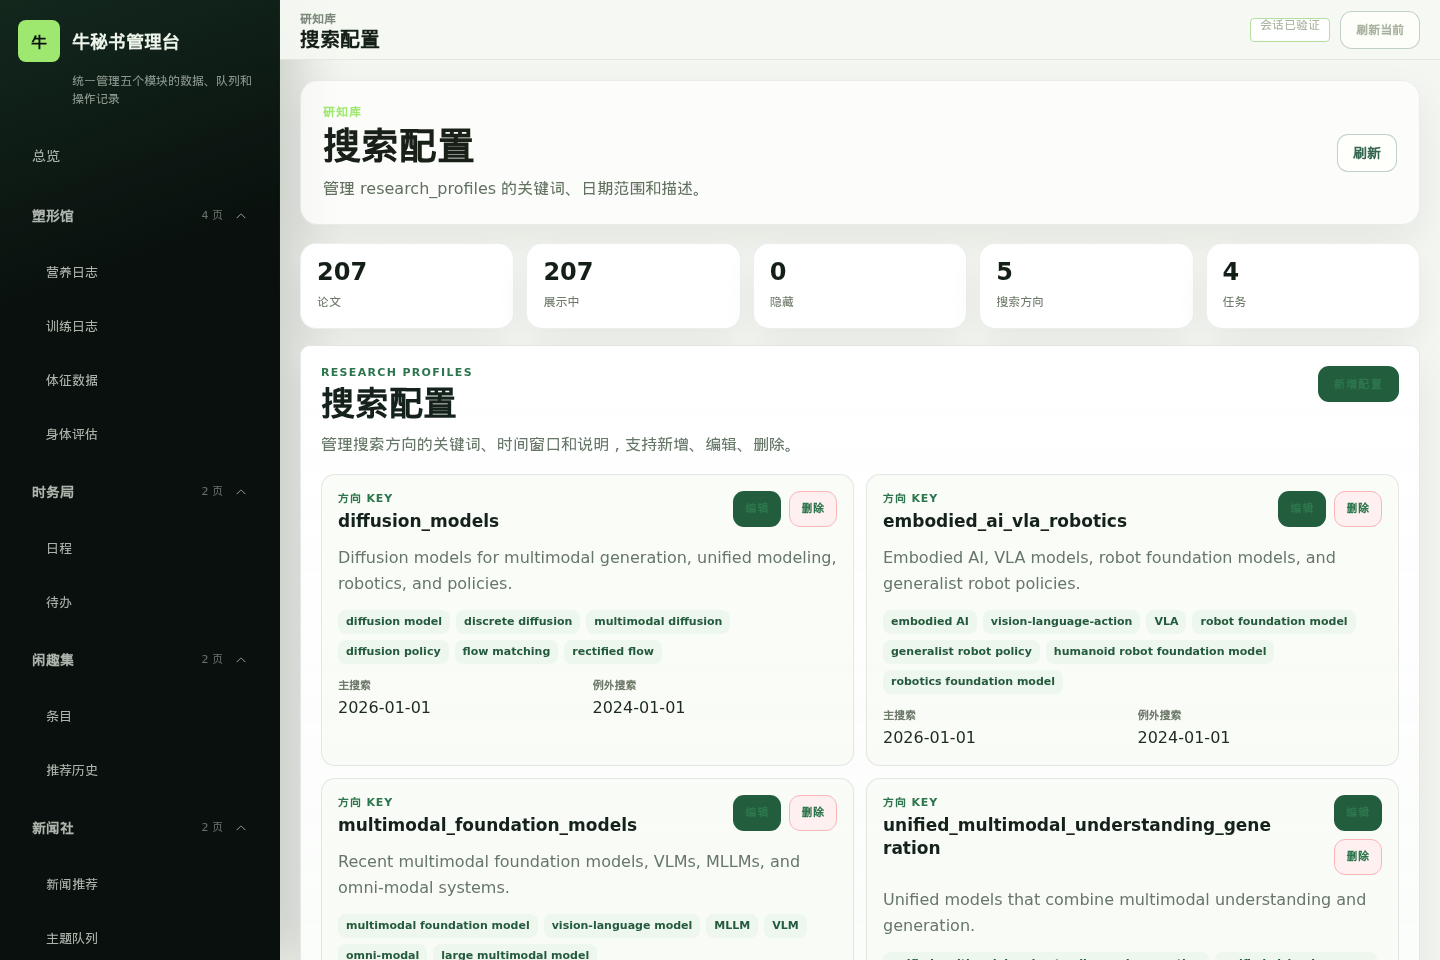 牛
牛秘书管理台
统一管理五个模块的数据、队列和
操作记录
总览
塑形馆
4 页
营养日志
训练日志
体征数据
身体评估
时务局
2 页
日程
待办
闲趣集
2 页
条目
推荐历史
新闻社
2 页
新闻推荐
主题队列
研知库
搜索配置
会话已验证
刷新当前
研知库
搜索配置
管理 research_profiles 的关键词、日期范围和描述。
刷新
207
论文
207
展示中
0
隐藏
5
搜索方向
4
任务
RESEARCH PROFILES
搜索配置
管理搜索方向的关键词、时间窗口和说明，支持新增、编辑、删除。
新增配置
方向 KEY
diffusion_models
编辑
删除
Diffusion models for multimodal generation, unified modeling,
robotics, and policies.
diffusion model
discrete diffusion
multimodal diffusion
diffusion policy
flow matching
rectified flow
主搜索
2026-01-01
例外搜索
2024-01-01
方向 KEY
embodied_ai_vla_robotics
编辑
删除
Embodied AI, VLA models, robot foundation models, and
generalist robot policies.
embodied AI
vision-language-action
VLA
robot foundation model
generalist robot policy
humanoid robot foundation model
robotics foundation model
主搜索
2026-01-01
例外搜索
2024-01-01
方向 KEY
multimodal_foundation_models
编辑
删除
Recent multimodal foundation models, VLMs, MLLMs, and
omni-modal systems.
multimodal foundation model
vision-language model
MLLM
VLM
omni-modal
large multimodal model
方向 KEY
unified_multimodal_understanding_gene
ration
编辑
删除
Unified models that combine multimodal understanding and
generation.